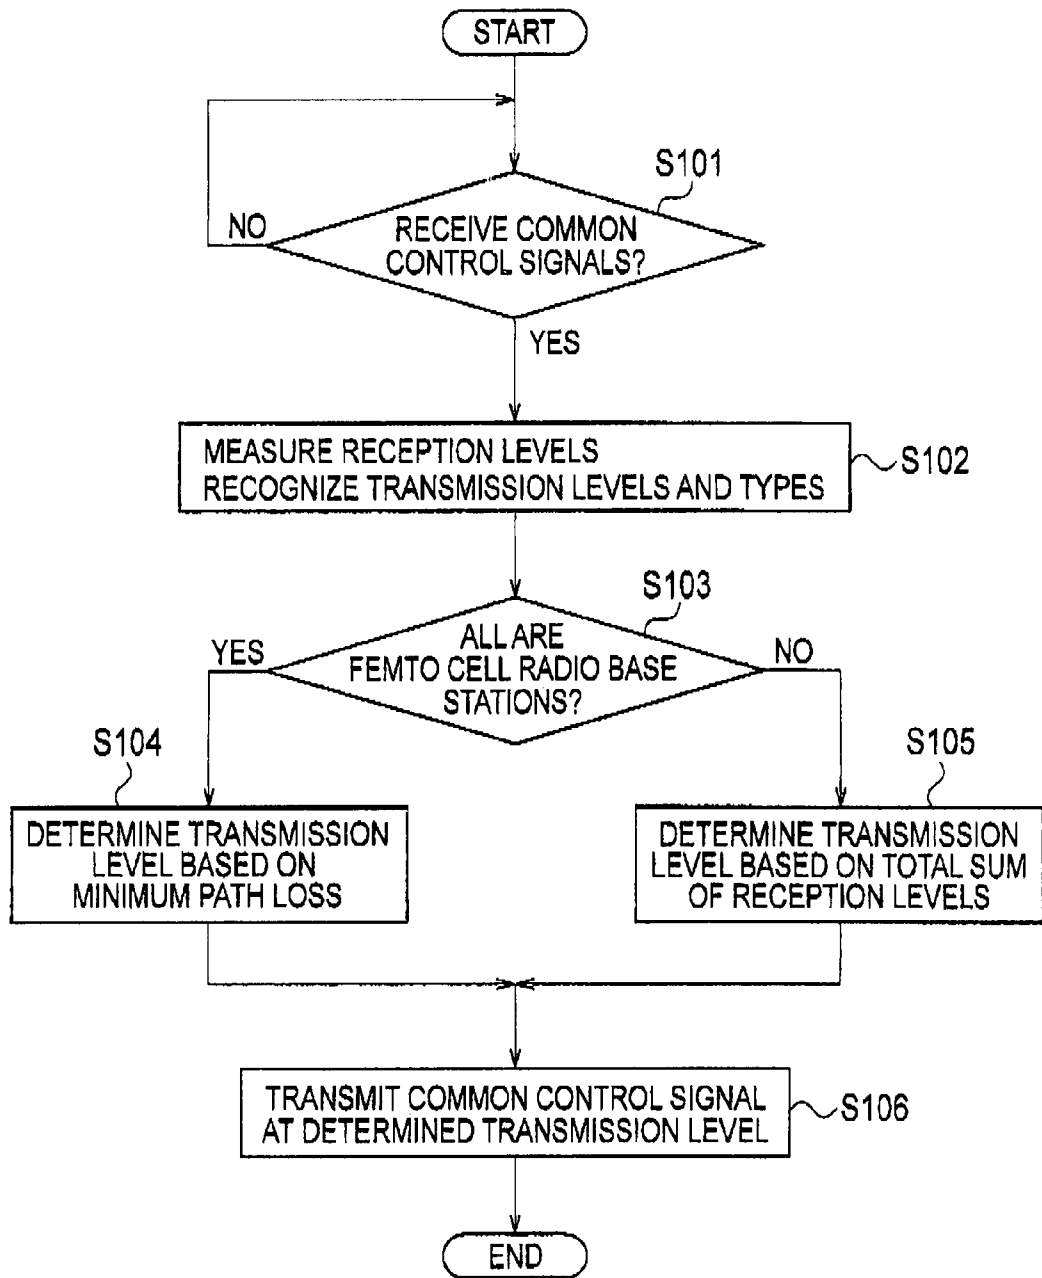 START
S101
NO
RECEIVE COMMON
CONTROL SIGNALS?
YES
MEASURE RECEPTION LEVELS
RECOGNIZE TRANSMISSION LEVELS AND TYPES
S102
S103
YES
ALL ARE
FEMTO CELL RADIO BASE
STATIONS?
NO
S104
S105
DETERMINE TRANSMISSION
LEVEL BASED ON
MINIMUM PATH LOSS
DETERMINE TRANSMISSION
LEVEL BASED ON TOTAL SUM
OF RECEPTION LEVELS
TRANSMIT COMMON CONTROL SIGNAL
AT DETERMINED TRANSMISSION LEVEL
S106
END